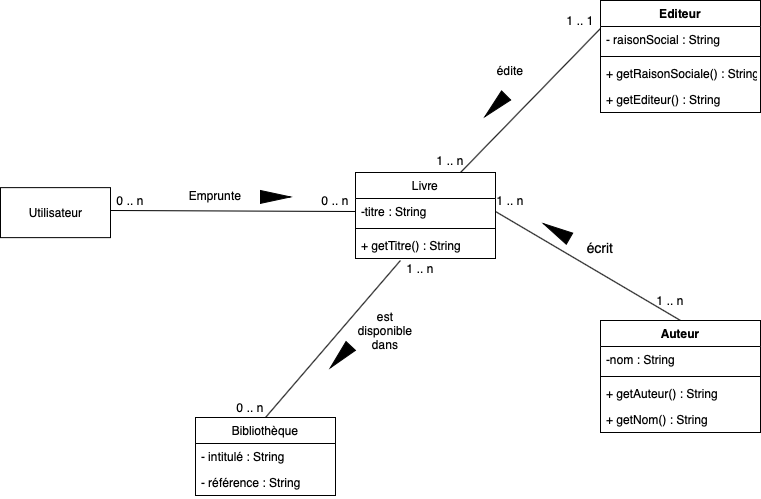 Editeur
1 .. 1
- raisonSocial : String
+ getRaisonSociale() : String
édite
+ getEditeur() : String
1 .. n
Livre
Emprunte
0 .. n
0 .. n
1 .. n
Utilisateur
-titre : String
+ getTitre() : String
écrit
1 .. n
1 .. n
est
disponible
dans
Auteur
-nom : String
+ getAuteur() : String
+ getNom() : String
0 .. n
Bibliothèque
- intitulé : String
- référence : String